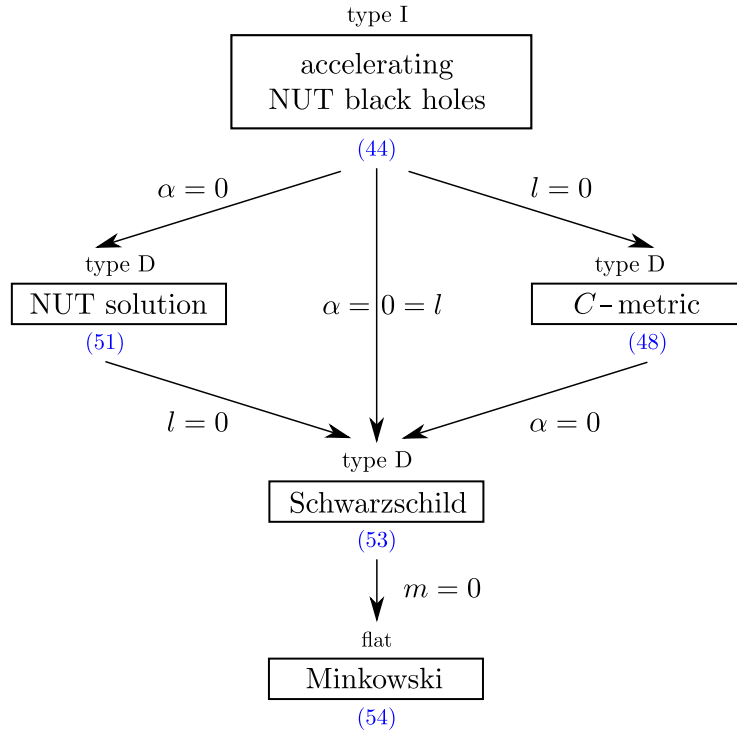 type I
accelerating
NUT black holes
(44)
α = 0
l = 0
type D
type D
NUT solution
α = 0 = l
C – metric
(51)
(48)
l = 0
α = 0
type D
Schwarzschild
(53)
m = 0
flat
Minkowski
(54)